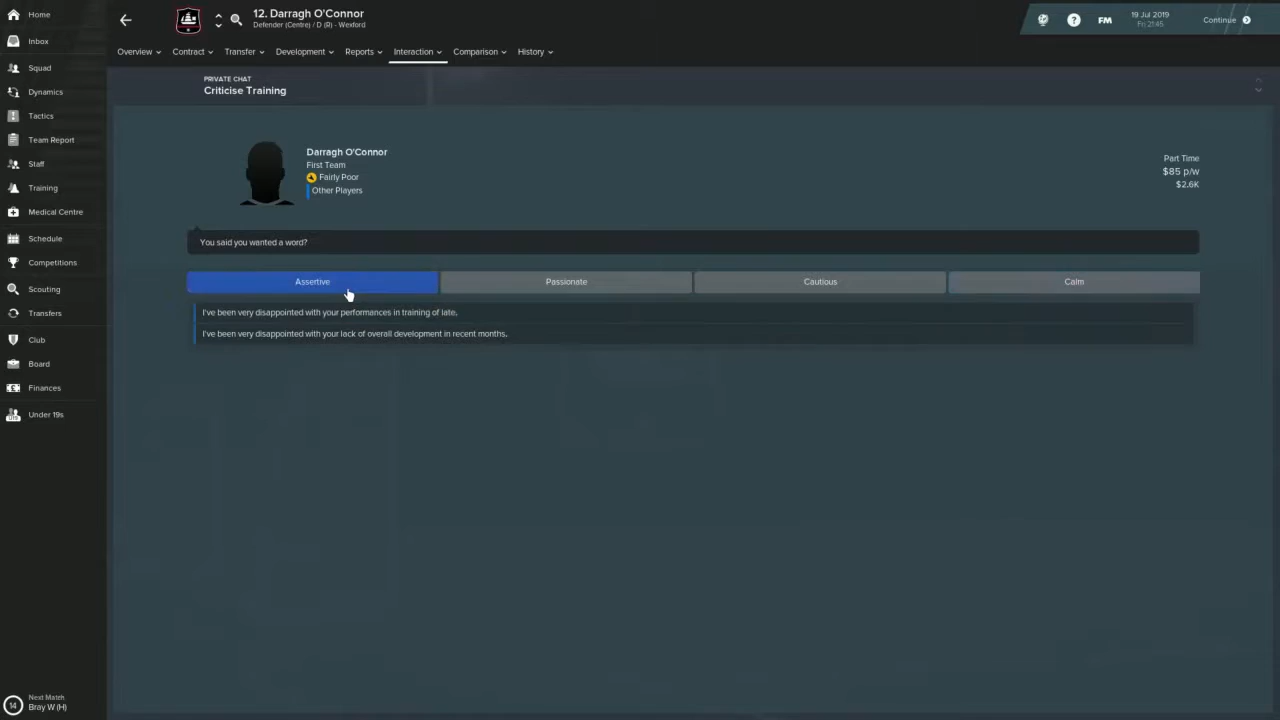 Home
Inbox
Squad
Dynamics
Tactics
Team Report
Staff
Training
Medical Centre
Schedule
Competitions
Scouting
Transfers
Club
Board
Finances
Under 19s
Next Match
14
Bray W (H)
12. Darragh O'Connor
Defender (Centre) / D (R) - Wexford
? FM
19 Jul 2019
Fri 21:45
Continue
Overview Contract Transfer Development Reports Interaction Comparison History
PRIVATE CHAT
Criticise Training
Darragh O'Connor
First Team
Fairly Poor
Other Players
Part Time
$85 p/w
$2.6K
You said you wanted a word?
Assertive Passionate Cautious Calm
I've been very disappointed with your performances in training of late.
I've been very disappointed with your lack of overall development in recent months.